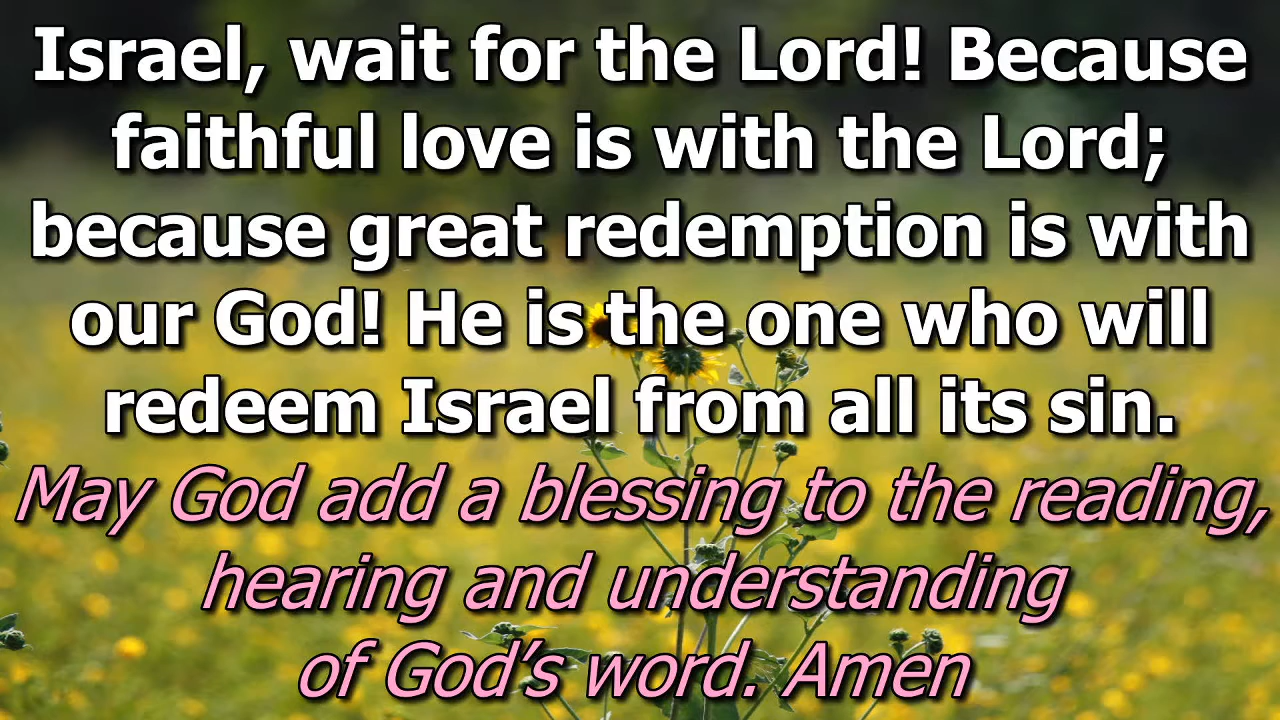 Israel, wait for the Lord! Because
faithful love is with the Lord;
because great redemption is with
our God! He is the one who will
redeem Israel from all its sin.
May God add a blessing to the reading,
hearing and understanding
of God’s word. Amen